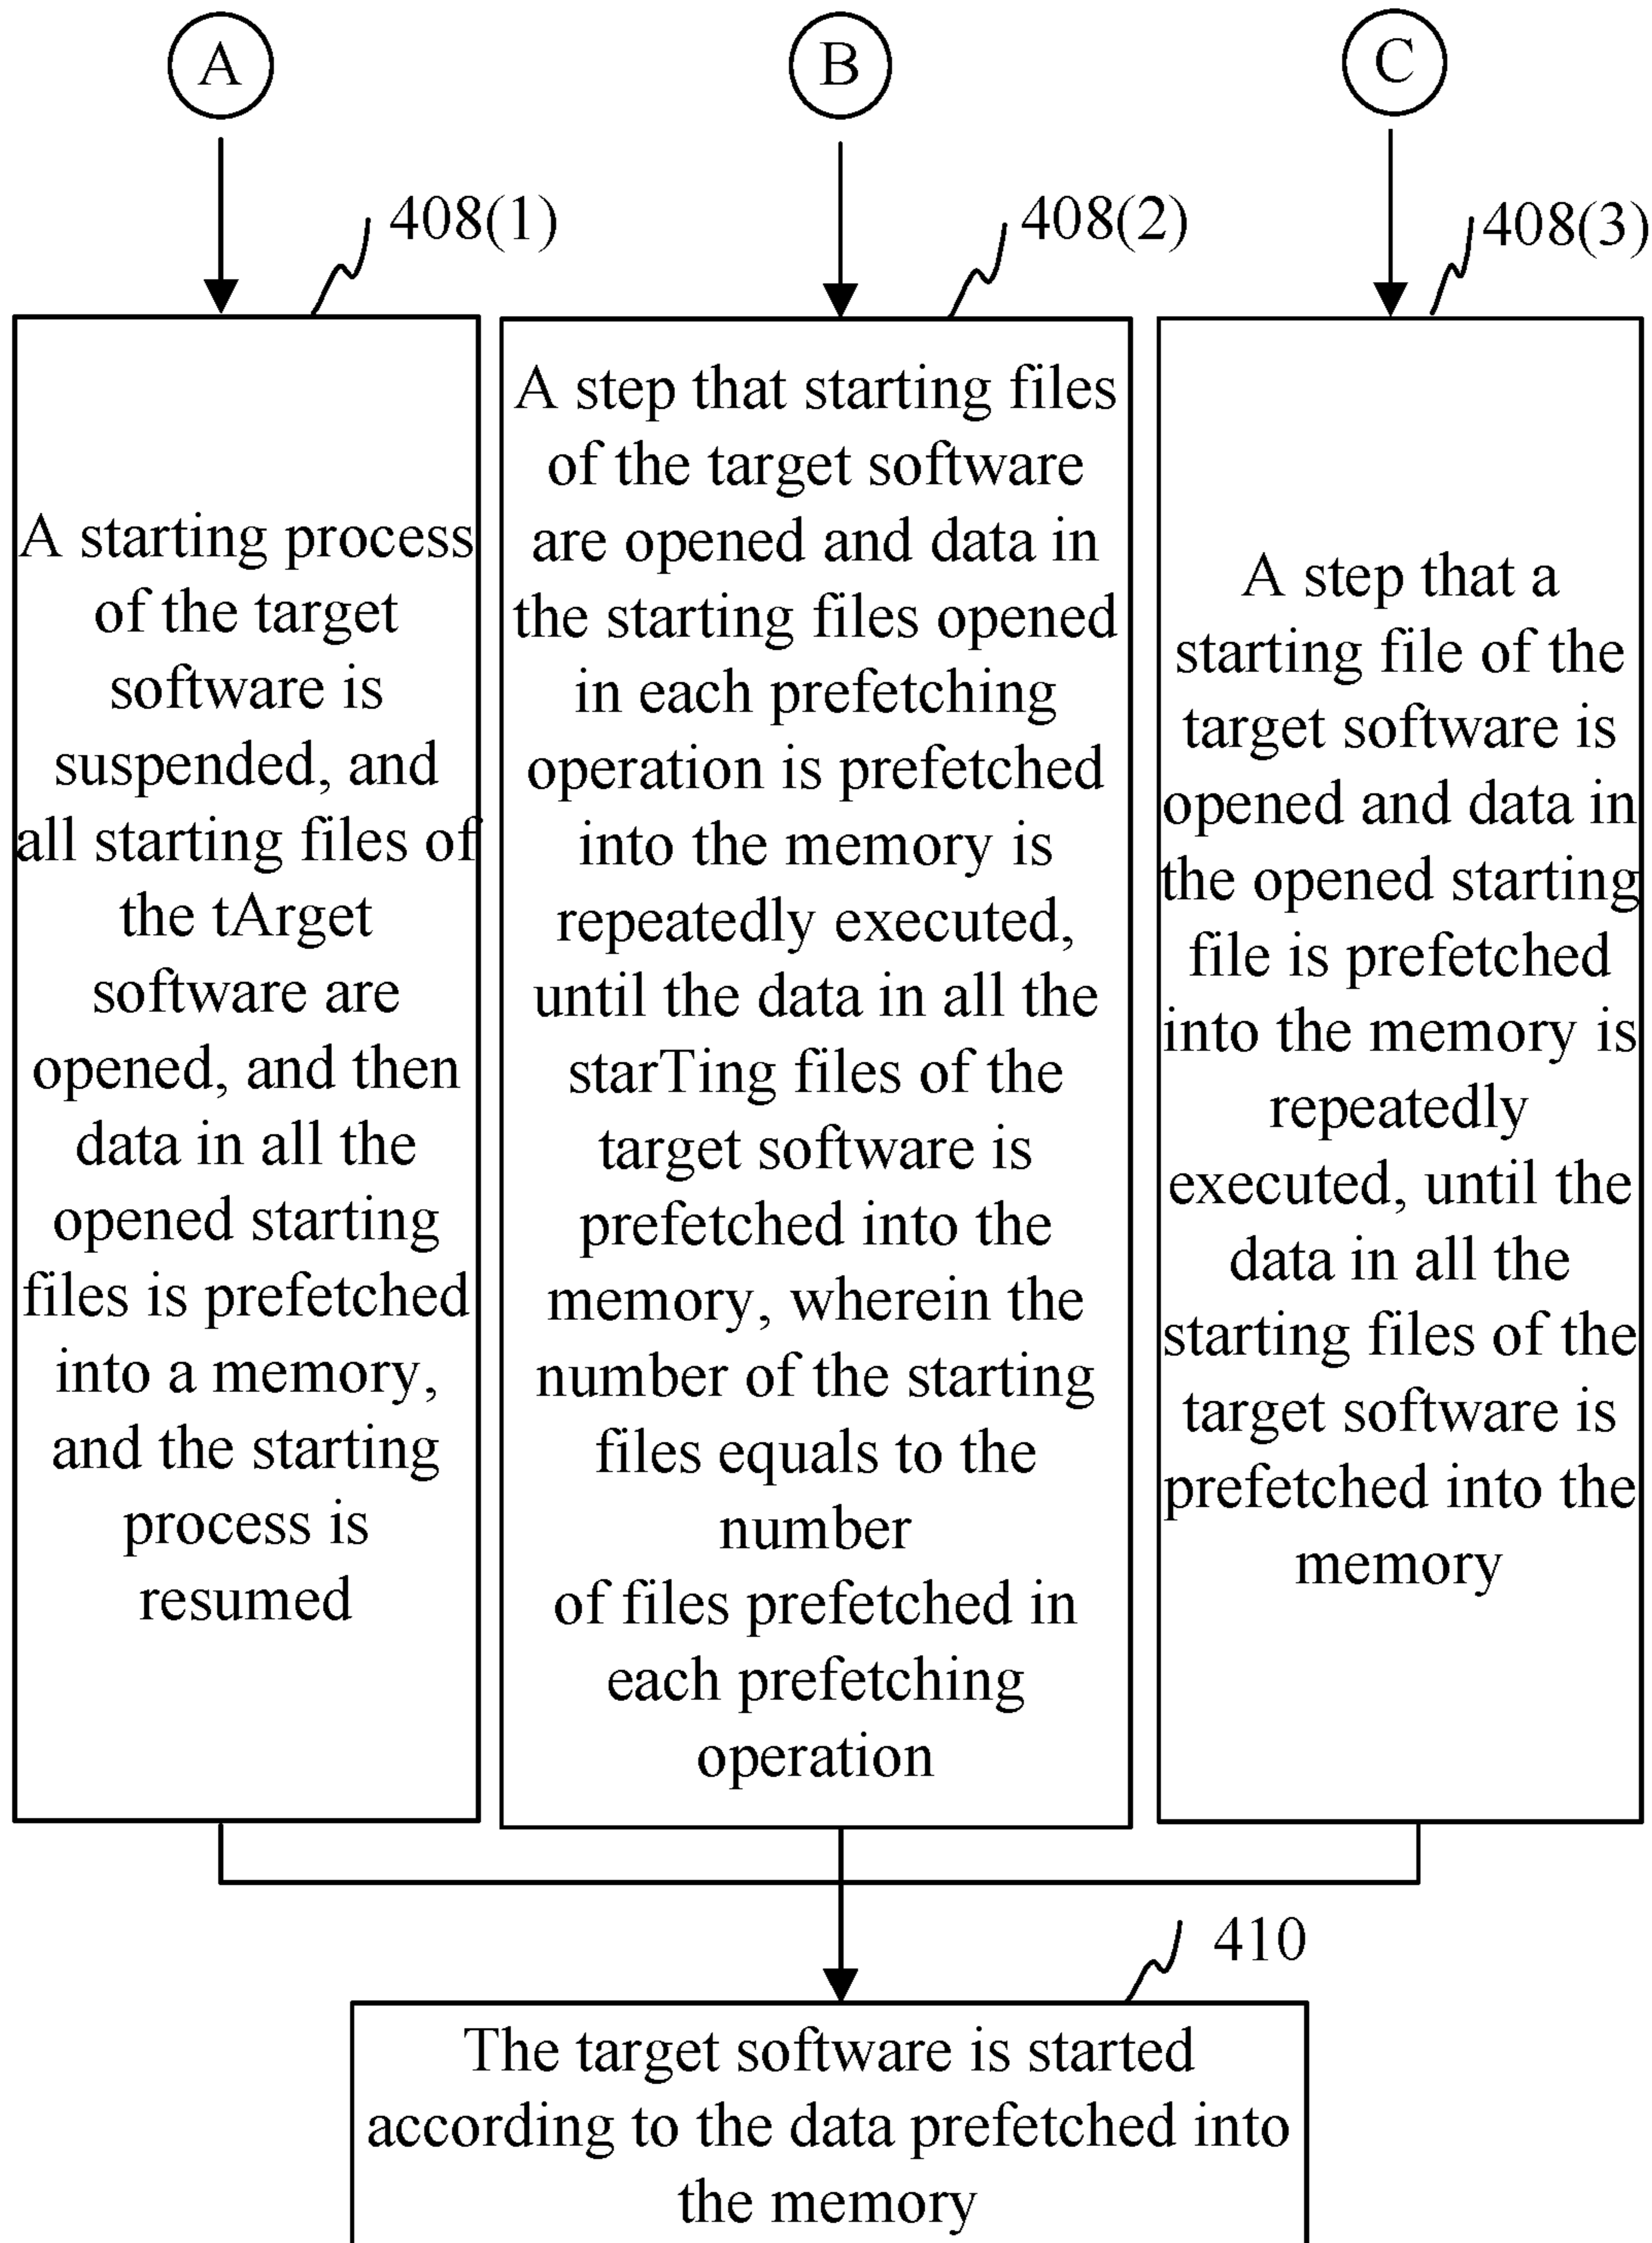 A
B
C
408(1)
408(2)
408(3)
A starting process
of the target
software is
suspended, and
all starting files of
the tArget
software are
opened, and then
data in all the
opened starting
files is prefetched
into a memory,
and the starting
process is
resumed
A step that starting files
of the target software
are opened and data in
the starting files opened
in each prefetching
operation is prefetched
into the memory is
repeatedly executed,
until the data in all the
starTing files of the
target software is
prefetched into the
memory, wherein the
number of the starting
files equals to the
number
of files prefetched in
each prefetching
operation
A step that a
starting file of the
target software is
opened and data in
the opened starting
file is prefetched
into the memory is
repeatedly
executed, until the
data in all the
starting files of the
target software is
prefetched into the
memory
410
The target software is started
according to the data prefetched into
the memory